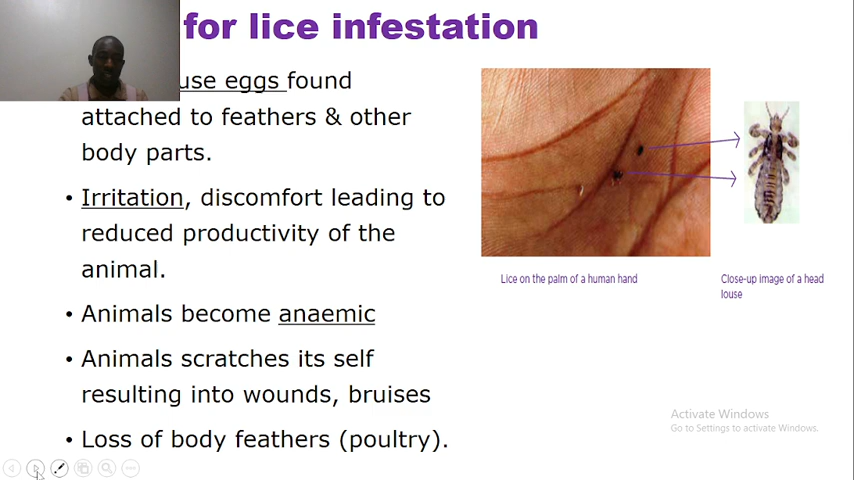 for lice infestation
use eggs found
attached to feathers & other
body parts.
• Irritation, discomfort leading to
reduced productivity of the
animal.
• Animals become anaemic
• Animals scratches its self
resulting into wounds, bruises
• Loss of body feathers (poultry).
Lice on the palm of a human hand
Close-up image of a head
louse
Activate Windows
Go to Settings to activate Windows.